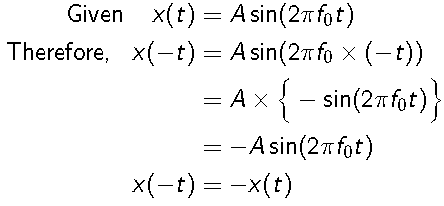 Given x(t) = A sin(2πf₀t)
Therefore, x(−t) = A sin(2πf₀ × (−t))
= A × { − sin(2πf₀t)}
= −A sin(2πf₀t)
x(−t) = −x(t)